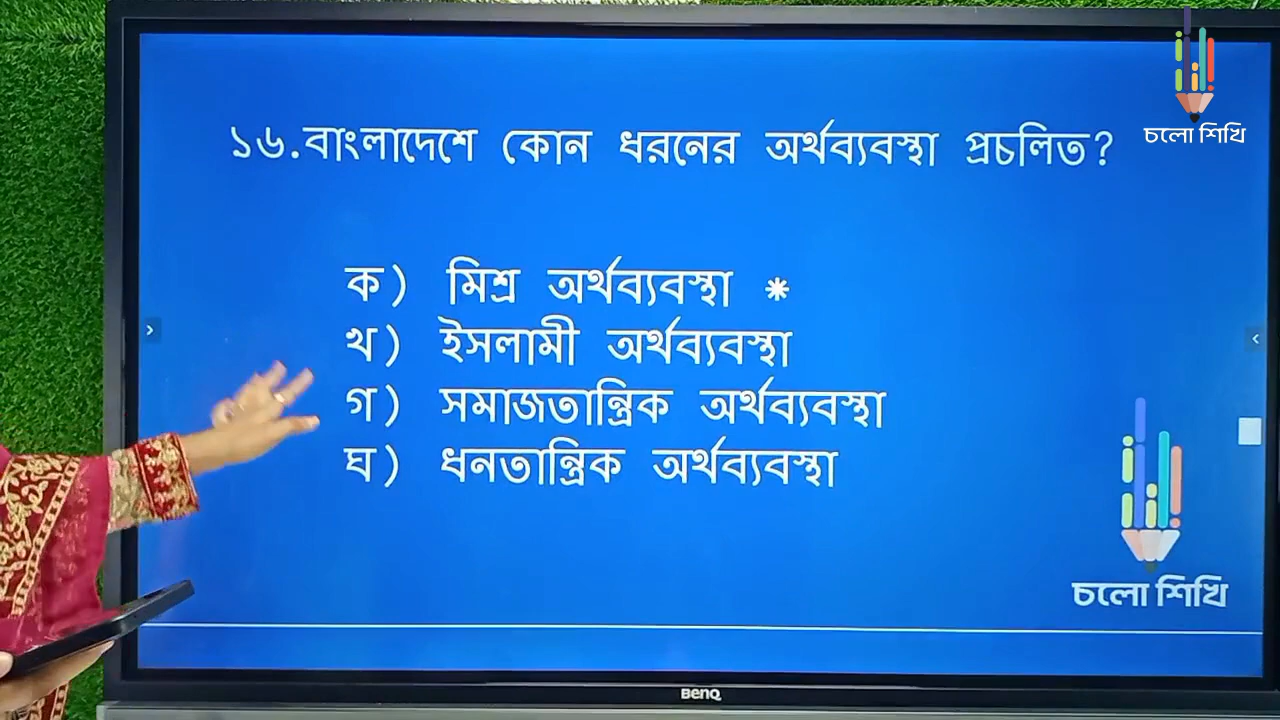 চলো শিখি
১৬.বাংলাদেশে কোন ধরনের অর্থব্যবস্থা প্রচলিত?
ক) মিশ্র অর্থব্যবস্থা *
খ) ইসলামী অর্থব্যবস্থা
গ) সমাজতান্ত্রিক অর্থব্যবস্থা
ঘ) ধনতান্ত্রিক অর্থব্যবস্থা
চলো শিখি
BenQ